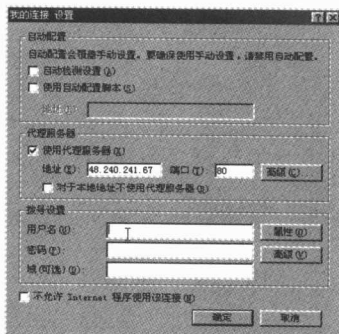 我的连接 设置
自动配置
自动配置会覆盖手动设置。要确保使用手动设置，请禁用自动配置。
自动检测设置(A)
使用自动配置脚本(S)
地址(R):
代理服务器
使用代理服务器(X)
地址(E): 48.240.241.67 端口(T): 80 高级(C)
对于本地地址不使用代理服务器(B)
拨号设置
用户名(U): 属性(O)
密码(P): 高级(V)
域(可选)(M):
不允许 Internet 程序使用该连接(N)
确定 取消